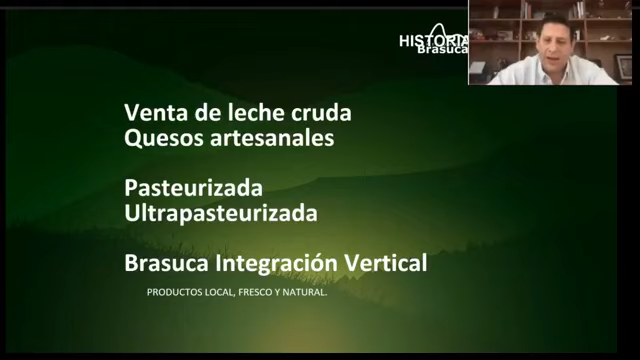 HISTORIA
Brasuca
Venta de leche cruda
Quesos artesanales
Pasteurizada
Ultrapasteurizada
Brasuca Integración Vertical
PRODUCTOS LOCAL, FRESCO Y NATURAL.